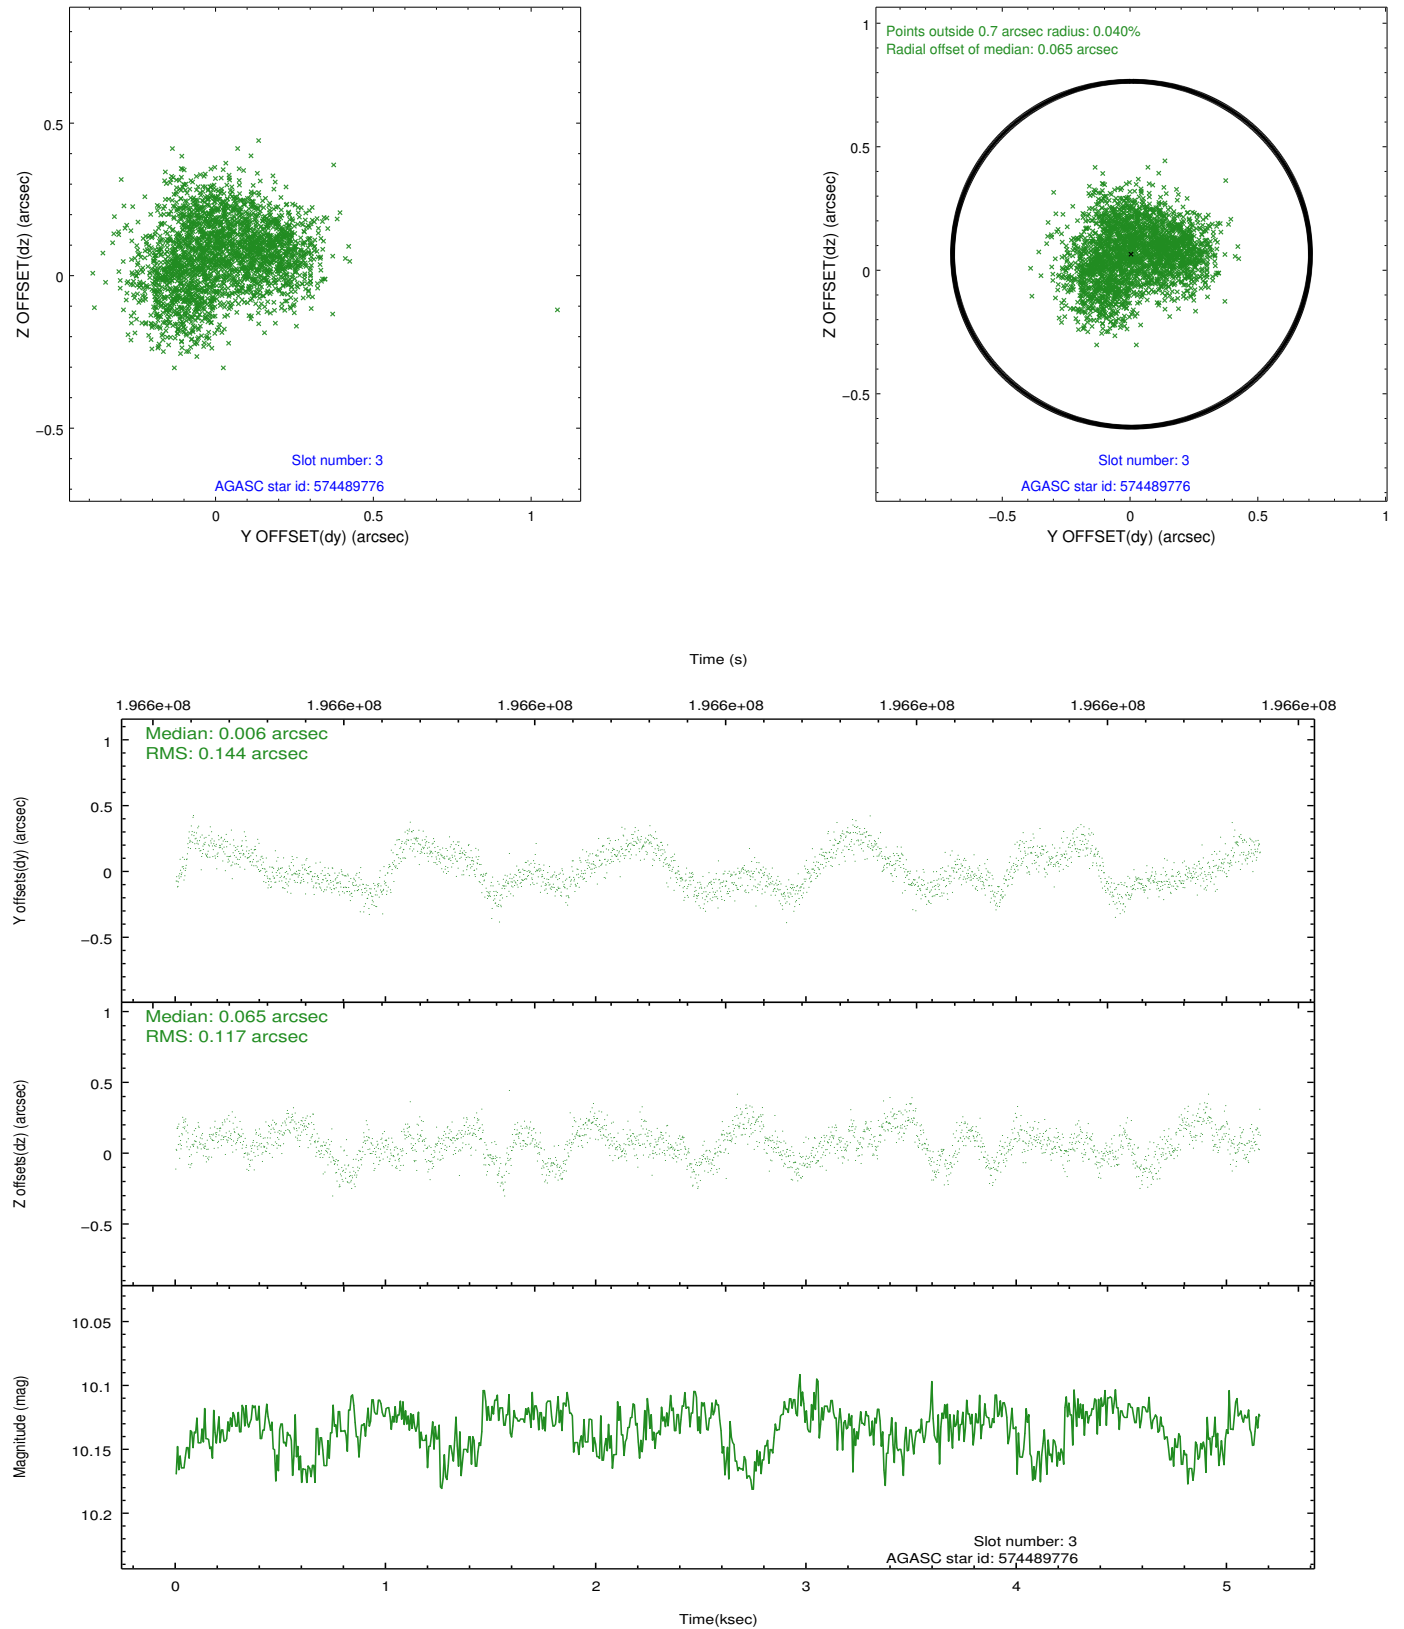 0.5
0
−0.5
Z OFFSET(dz) (arcsec)
Slot number: 3
AGASC star id: 574489776
0 0.5 1
Y OFFSET(dy) (arcsec)
Points outside 0.7 arcsec radius: 0.040%
Radial offset of median: 0.065 arcsec
1
0.5
0
−0.5
Z OFFSET(dz) (arcsec)
Slot number: 3
AGASC star id: 574489776
−0.5 0 0.5 1
Y OFFSET(dy) (arcsec)
Time (s)
1.966e+08 1.966e+08 1.966e+08 1.966e+08 1.966e+08 1.966e+08 1.966e+08
Median: 0.006 arcsec
RMS: 0.144 arcsec
1
0.5
0
−0.5
Y offsets(dy) (arcsec)
Median: 0.065 arcsec
RMS: 0.117 arcsec
1
0.5
0
−0.5
Z offsets(dz) (arcsec)
10.05
10.1
10.15
10.2
Magnitude (mag)
Slot number: 3
AGASC star id: 574489776
0 1 2 3 4 5
Time(ksec)